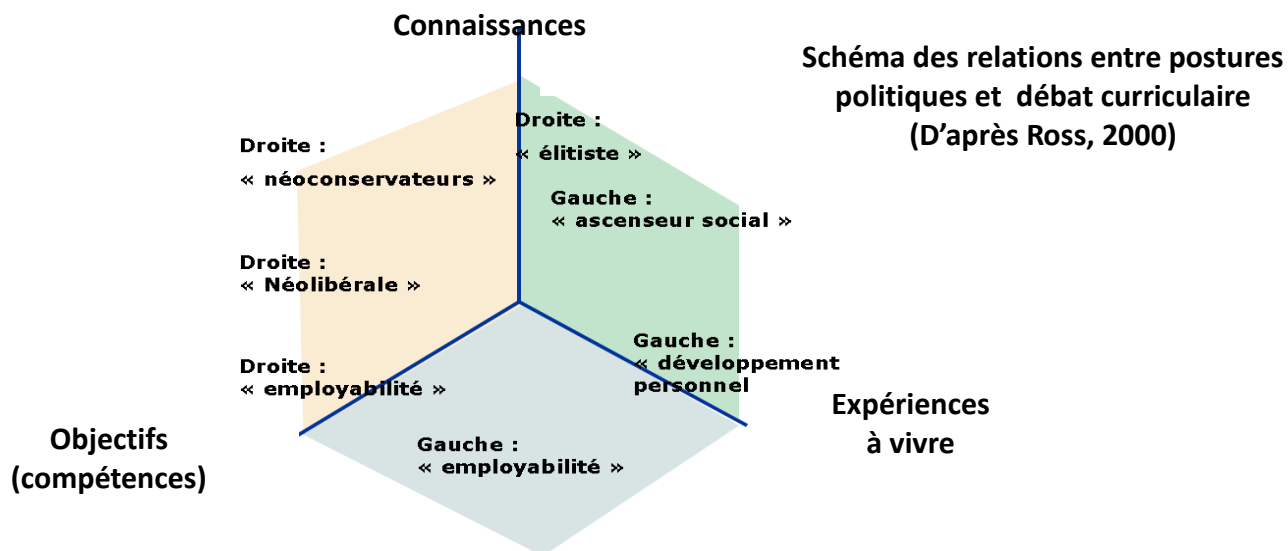 Connaissances
Schéma des relations entre postures
politiques et débat curriculaire
(D'après Ross, 2000)
Droite :
« élitiste »
Droite :
« néoconservateurs »
Gauche :
« ascenseur social »
Droite :
« Néolibérale »
Gauche :
« développement
personnel
Droite :
« employabilité »
Expériences
à vivre
Objectifs
(compétences)
Gauche :
« employabilité »